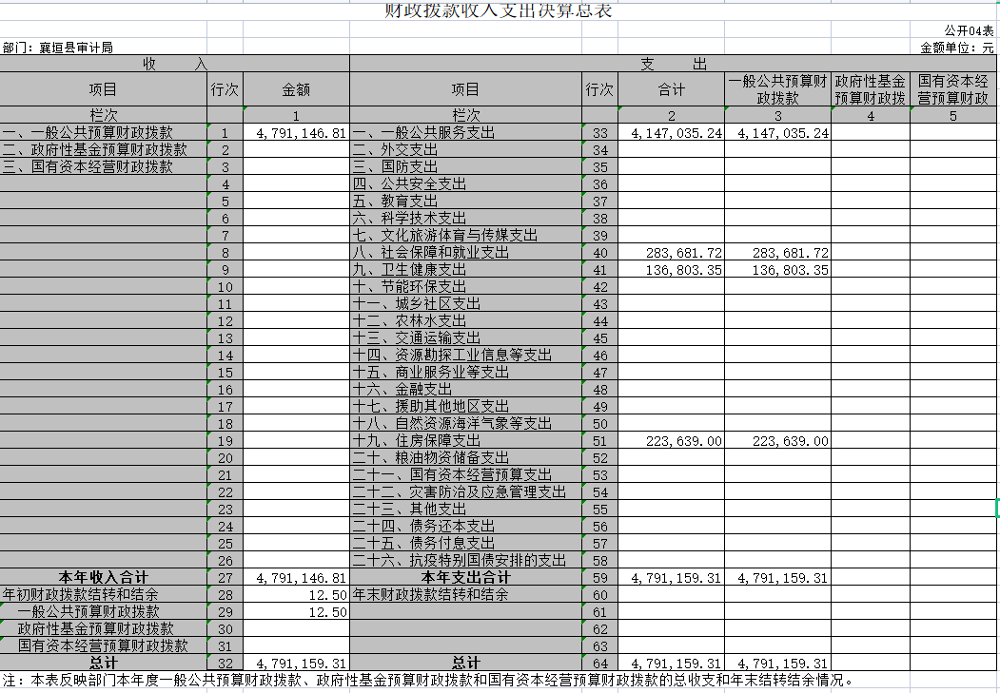 财政拨款收入支出决算总表
公开04表
部门：襄垣县审计局 金额单位：元
收 入 支 出
项目 行次 金额 项目 行次 合计 一般公共预算财政拨款 政府性基金预算财政拨 国有资本经营预算财政
栏次 1 栏次 2 3 4 5
一、一般公共预算财政拨款 1 4,791,146.81 一、一般公共服务支出 33 4,147,035.24 4,147,035.24
二、政府性基金预算财政拨款 2 二、外交支出 34
三、国有资本经营财政拨款 3 三、国防支出 35
4 四、公共安全支出 36
5 五、教育支出 37
6 六、科学技术支出 38
7 七、文化旅游体育与传媒支出 39
8 八、社会保障和就业支出 40 283,681.72 283,681.72
9 九、卫生健康支出 41 136,803.35 136,803.35
10 十、节能环保支出 42
11 十一、城乡社区支出 43
12 十二、农林水支出 44
13 十三、交通运输支出 45
14 十四、资源勘探工业信息等支出 46
15 十五、商业服务业等支出 47
16 十六、金融支出 48
17 十七、援助其他地区支出 49
18 十八、自然资源海洋气象等支出 50
19 十九、住房保障支出 51 223,639.00 223,639.00
20 二十、粮油物资储备支出 52
21 二十一、国有资本经营预算支出 53
22 二十二、灾害防治及应急管理支出 54
23 二十三、其他支出 55
24 二十四、债务还本支出 56
25 二十五、债务付息支出 57
26 二十六、抗疫特别国债安排的支出 58
本年收入合计 27 4,791,146.81 本年支出合计 59 4,791,159.31 4,791,159.31
年初财政拨款结转和结余 28 12.50 年末财政拨款结转和结余 60
一般公共预算财政拨款 29 12.50 61
政府性基金预算财政拨款 30 62
国有资本经营预算财政拨款 31 63
总计 32 4,791,159.31 总计 64 4,791,159.31 4,791,159.31
注：本表反映部门本年度一般公共预算财政拨款、政府性基金预算财政拨款和国有资本经营预算财政拨款的总收支和年末结转结余情况。